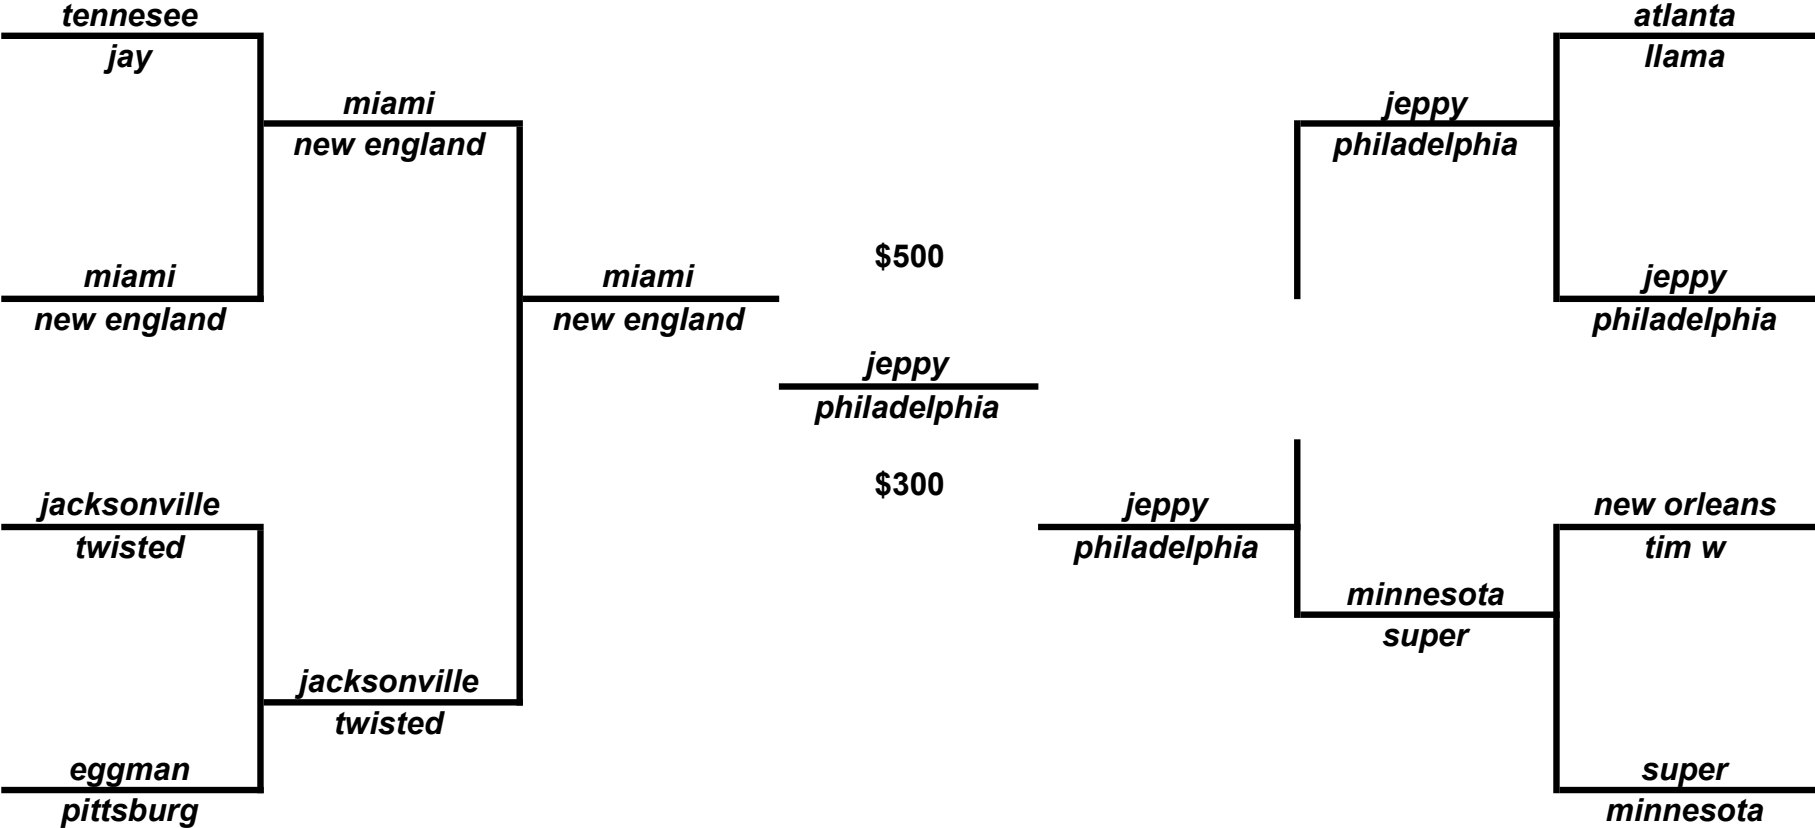 tennesee
jay
miami
new england
jacksonville
twisted
eggman
pittsburg
miami
new england
jacksonville
twisted
miami
new england
$500
jeppy
philadelphia
$300
jeppy
philadelphia
jeppy
philadelphia
minnesota
super
atlanta
llama
jeppy
philadelphia
new orleans
tim w
super
minnesota